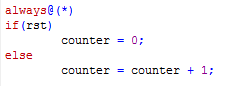 always@(*)
if(rst)
counter = 0;
else
counter = counter + 1;